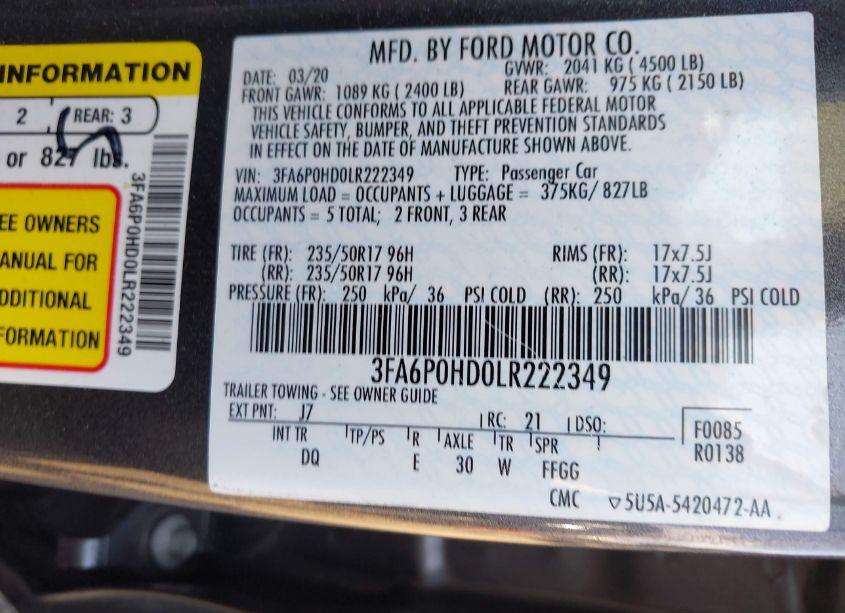 INFORMATION
2 REAR: 3
or 827 lbs.
3FA6P0HD0LR222349
EE OWNERS
ANUAL FOR
DDITIONAL
FORMATION
MFD. BY FORD MOTOR CO.
DATE: 03/20 GVWR: 2041 KG ( 4500 LB)
FRONT GAWR: 1089 KG ( 2400 LB) REAR GAWR: 975 KG ( 2150 LB)
THIS VEHICLE CONFORMS TO ALL APPLICABLE FEDERAL MOTOR
VEHICLE SAFETY, BUMPER, AND THEFT PREVENTION STANDARDS
IN EFFECT ON THE DATE OF MANUFACTURE SHOWN ABOVE.
VIN: 3FA6P0HD0LR222349 TYPE: Passenger Car
MAXIMUM LOAD = OCCUPANTS + LUGGAGE = 375KG/ 827LB
OCCUPANTS = 5 TOTAL; 2 FRONT, 3 REAR
TIRE (FR): 235/50R17 96H RIMS (FR): 17x7.5J
(RR): 235/50R17 96H (RR): 17x7.5J
PRESSURE (FR): 250 kPa/ 36 PSI COLD (RR): 250 kPa/ 36 PSI COLD
3FA6P0HD0LR222349
TRAILER TOWING - SEE OWNER GUIDE
EXT PNT: J7 RC: 21 DSO:
INT TR TP/PS R AXLE TR SPR
DQ E 30 W FFGG
F0085
R0138
CMC ▽5U5A-5420472-AA